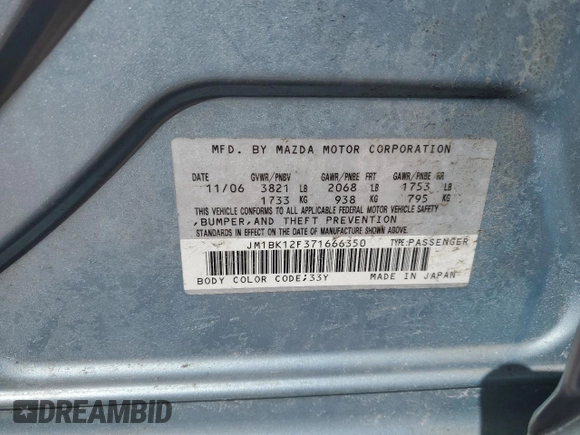 MFD. BY MAZDA MOTOR CORPORATION
DATE GVWR/PNBV GAWR/PNBE FRT GAWR/PNBE RR
11/06 3821 LB 2068 LB 1753 LB
1733 KG 938 KG 795 KG
THIS VEHICLE CONFORMS TO ALL APPLICABLE FEDERAL MOTOR VEHICLE SAFETY
,BUMPER,AND THEFT PREVENTION
STANDARDS IN EFFECT ON THE DATE OF MANUFACTURE SHOWN ABOVE.
JM1BK12F371666350 TYPE:PASSENGER
BODY COLOR CODE;33Y MADE IN JAPAN
DREAMBID